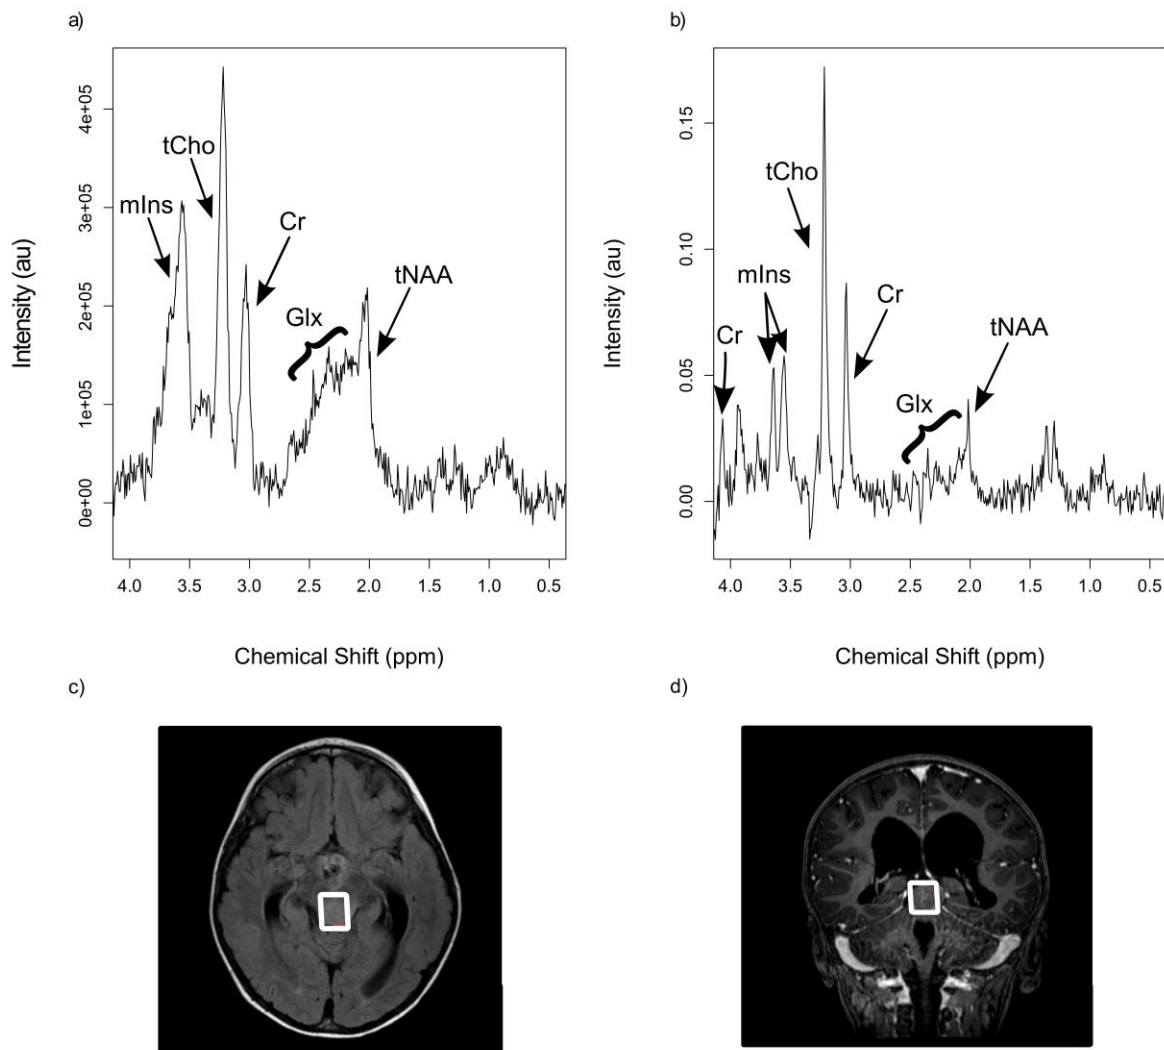 a)
Intensity (au)
4e+05
3e+05
2e+05
1e+05
0e+00
tCho
mIns
Cr
Glx
tNAA
4.0 3.5 3.0 2.5 2.0 1.5 1.0 0.5
Chemical Shift (ppm)
b)
Intensity (au)
0.15
0.10
0.05
0.00
tCho
mIns
Cr
Cr
tNAA
Glx
4.0 3.5 3.0 2.5 2.0 1.5 1.0 0.5
Chemical Shift (ppm)
c)
d)